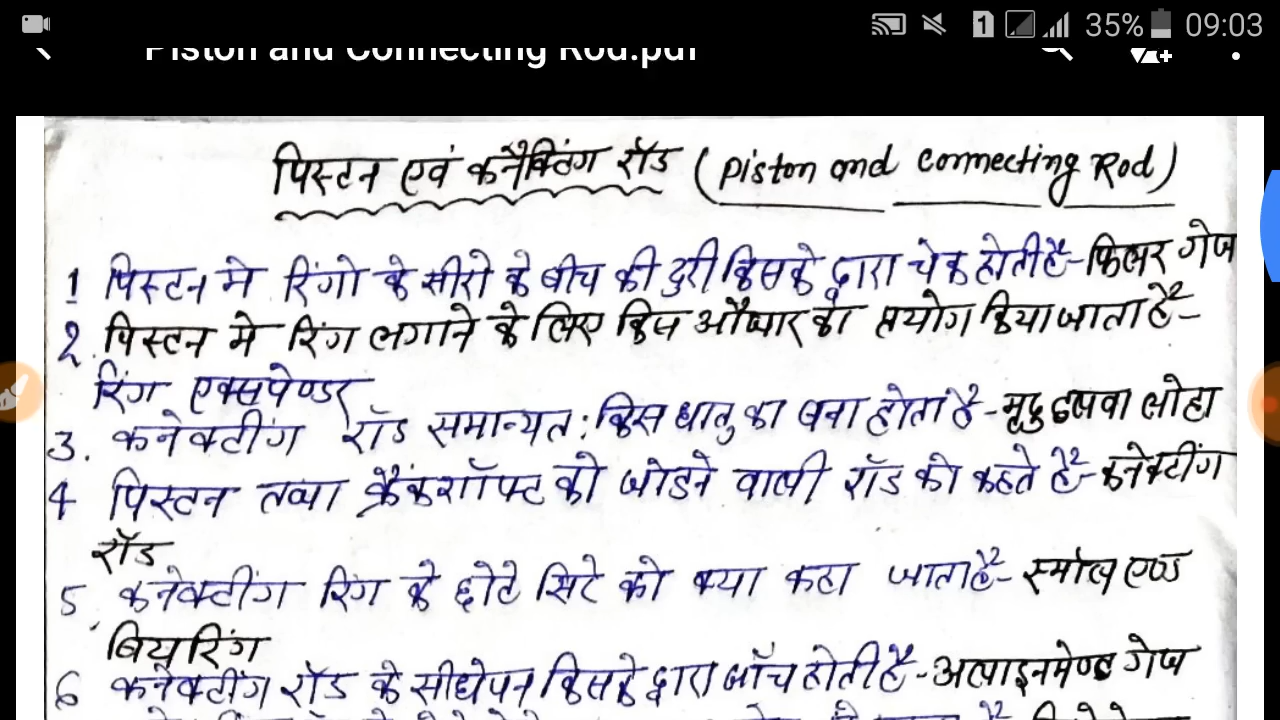 1 35% 09:03
Piston and Connecting Rod.pdf
पिस्टन एवं कनैक्टिंग रॉड (Piston and Connecting Rod)
1 पिस्टन मे रिंगो के सीरो के बीच की दुरी किसके द्वारा चेक होती है - फिलर गेज
2. पिस्टन मे रिंग लगाने के लिए किस औजार का प्रयोग किया जाता है -
रिंग एक्सपेण्डर
3. कनेक्टींग रॉड समान्यत: किस धातु का बना होता है - मृदु ढलवा लोहा
4 पिस्टन तथा क्रैंकशॉफ्ट को जोडने वाली रॉड को कहते है - कनेक्टींग
रॉड
5. कनेक्टींग रिंग के छोटे सिरे को क्या कहा जाता है - स्मोल एण्ड
बियरिंग
6 कनेक्टींग रॉड के सीधेपन किसके द्वारा जाँच होती है - अलाइनमेण्ट गेज